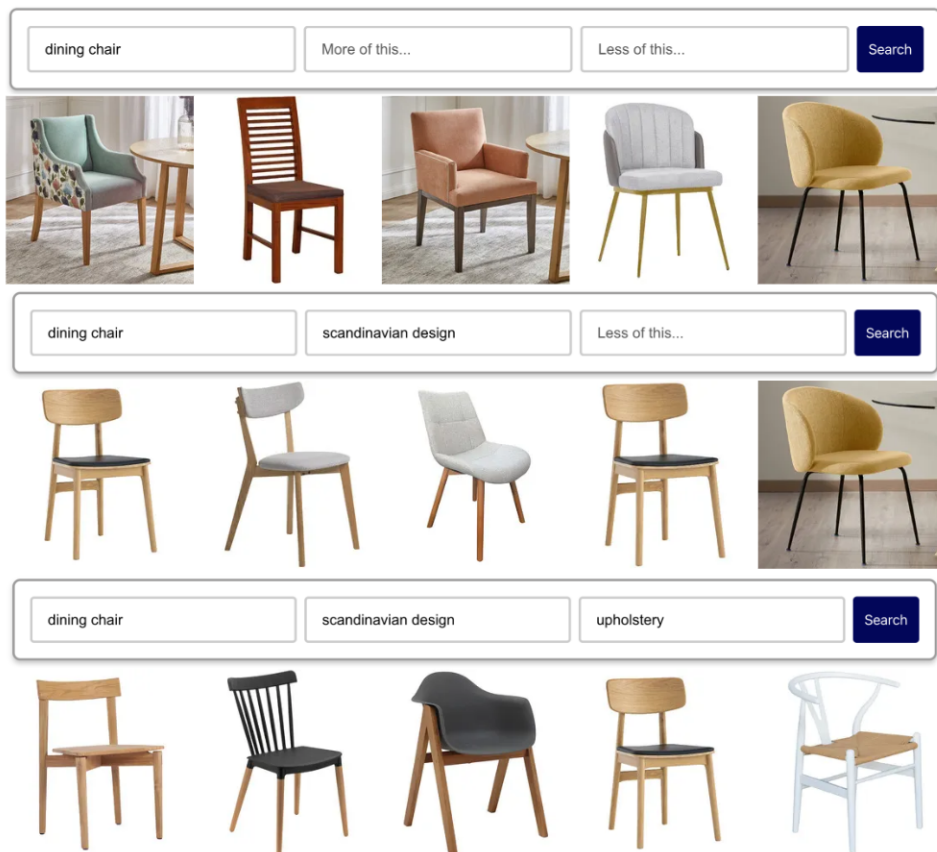 dining chair More of this... Less of this... Search
dining chair scandinavian design Less of this... Search
dining chair scandinavian design upholstery Search